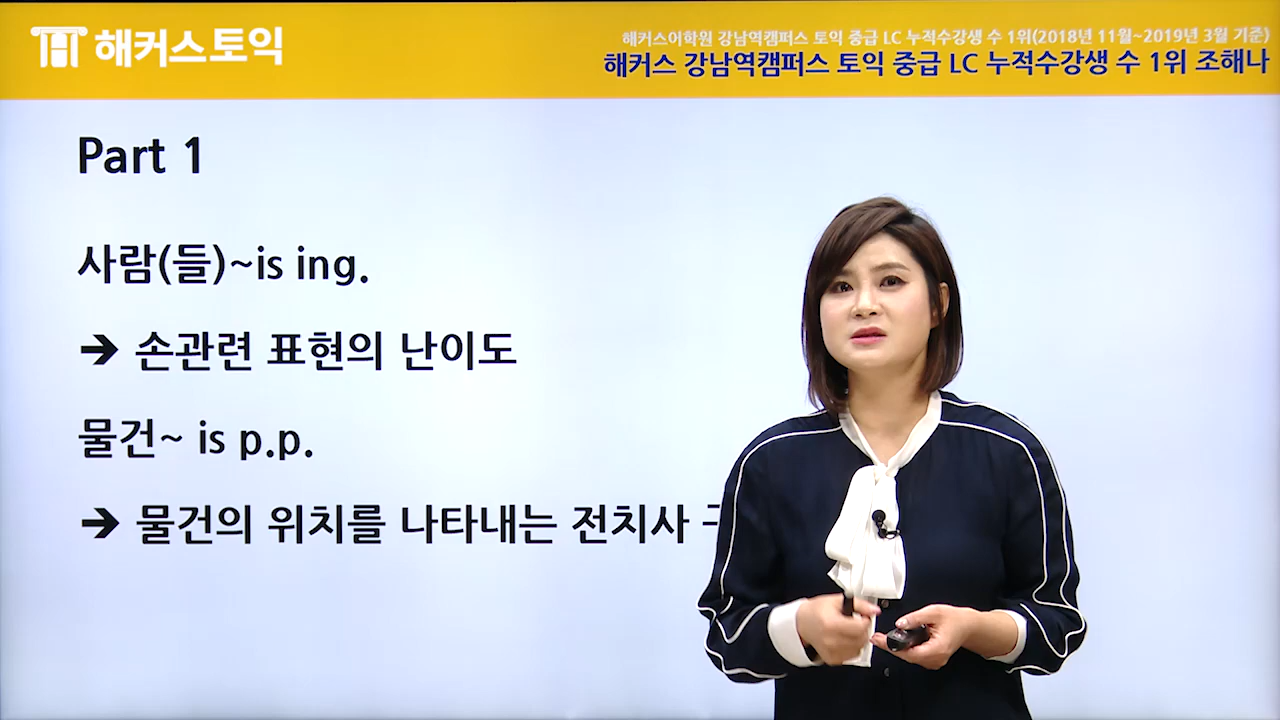 해커스토익
해커스어학원 강남역캠퍼스 토익 중급 LC 누적수강생 수 1위(2018년 11월~2019년 3월 기준)
해커스 강남역캠퍼스 토익 중급 LC 누적수강생 수 1위 조해나
Part 1
사람(들)~is ing.
➔ 손관련 표현의 난이도
물건~ is p.p.
➔ 물건의 위치를 나타내는 전치사